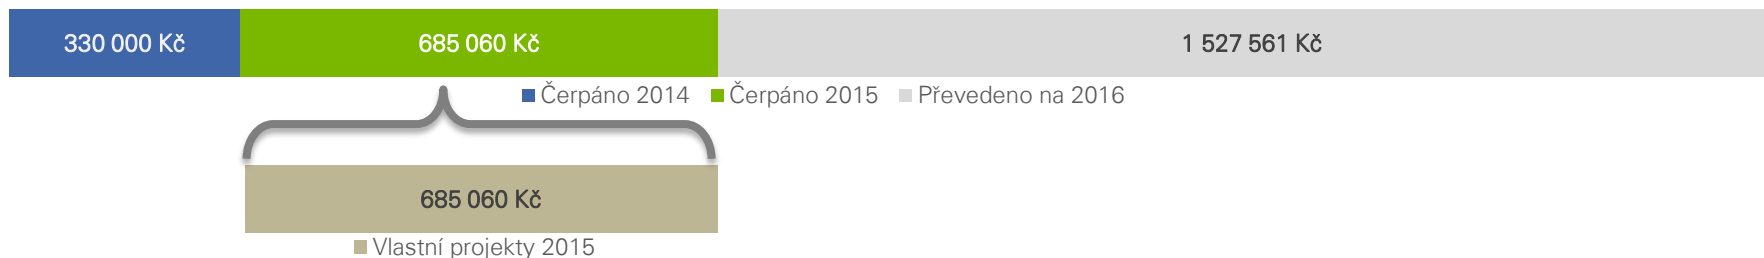 330 000 Kč 685 060 Kč 1 527 561 Kč
Čerpáno 2014 Čerpáno 2015 Převedeno na 2016
685 060 Kč
Vlastní projekty 2015